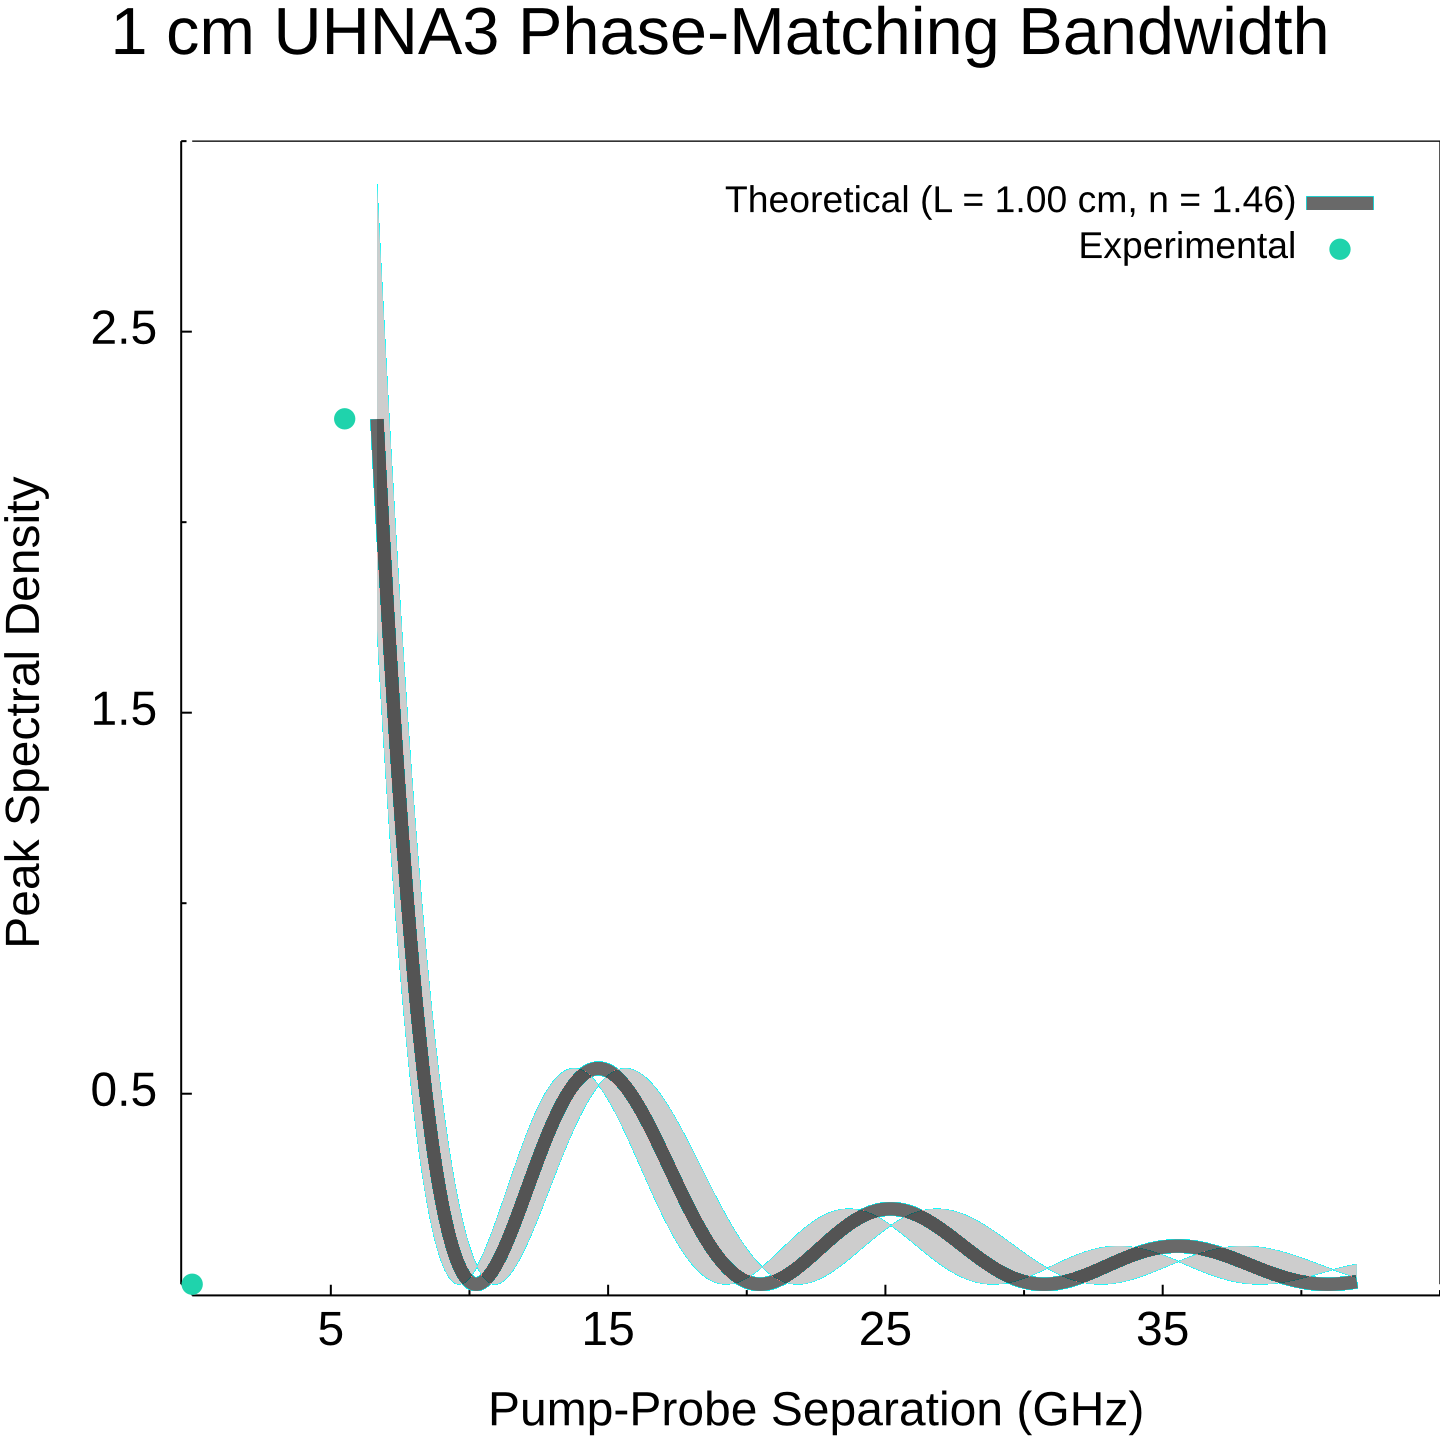 1 cm UHNA3 Phase-Matching Bandwidth
Theoretical (L = 1.00 cm, n = 1.46)
Experimental
2.5
1.5
0.5
Peak Spectral Density
5 15 25 35
Pump-Probe Separation (GHz)